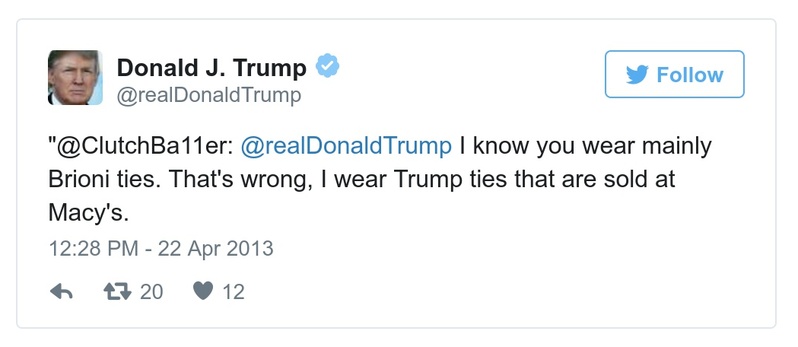 Donald J. Trump
@realDonaldTrump
Follow
"@ClutchBa11er: @realDonaldTrump I know you wear mainly
Brioni ties. That's wrong, I wear Trump ties that are sold at
Macy's.
12:28 PM - 22 Apr 2013
20 12